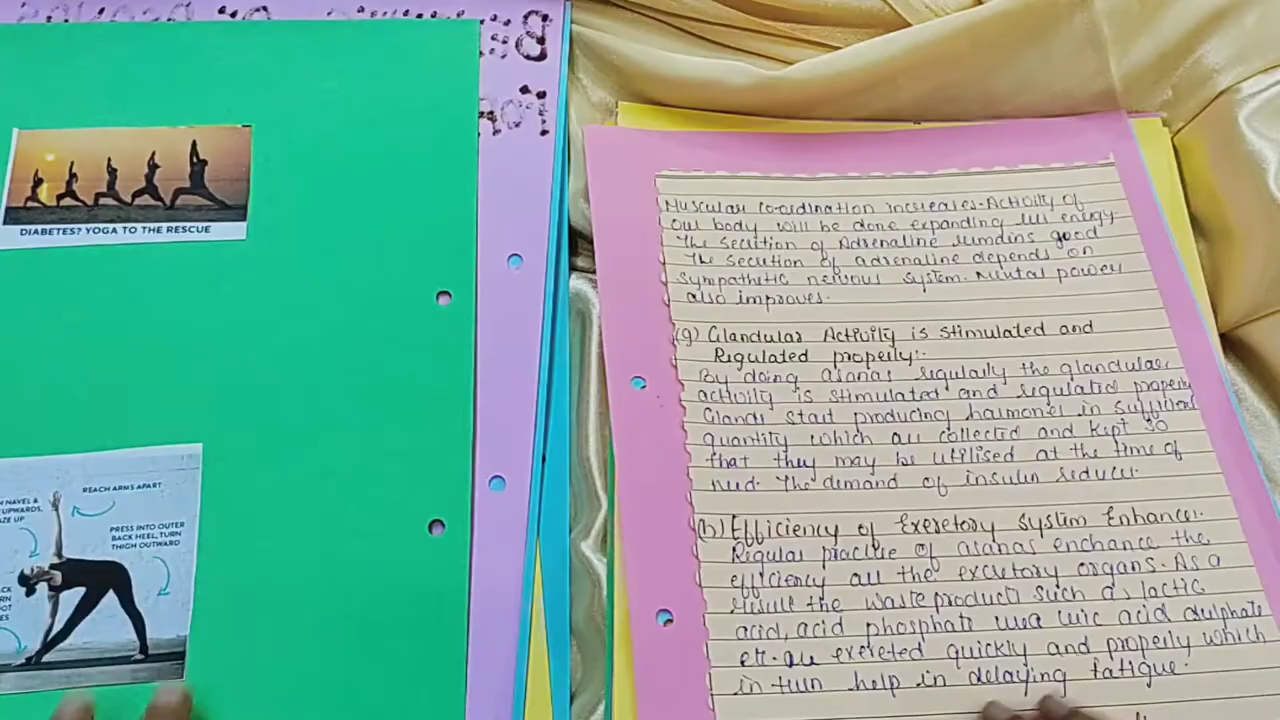 DIABETES? YOGA TO THE RESCUE
REACH ARMS APART
NAVEL &
UPWARDS,
PRESS INTO OUTER
BACK HEEL, TURN
THIGH OUTWARD
Muscular co-ordination increases. Activity of
our body will be done expanding less energy.
The secution of Adrenaline remains good
The secution of adrenaline depends on
sympathetic nervous system. Mental power
also improves.
(g) Glandular Activity is stimulated and
Regulated properly:-
By doing asanas regularly the glandular
activity is stimulated and regulated properly
Glands start producing harmones in sufficient
quantity which are collected and kept so
that they may be utilised at the time of
need. The demand of insulin reduces.
(h) Efficiency of Exeretory System Enhances.
Regular practice of asanas enchance the
efficiency all the excretory organs. As a
result the waste products such as lactic
acid, acid phosphate urea uric acid sulphate
etc. are exereted quickly and properly which
in turn help in delaying fatigue.